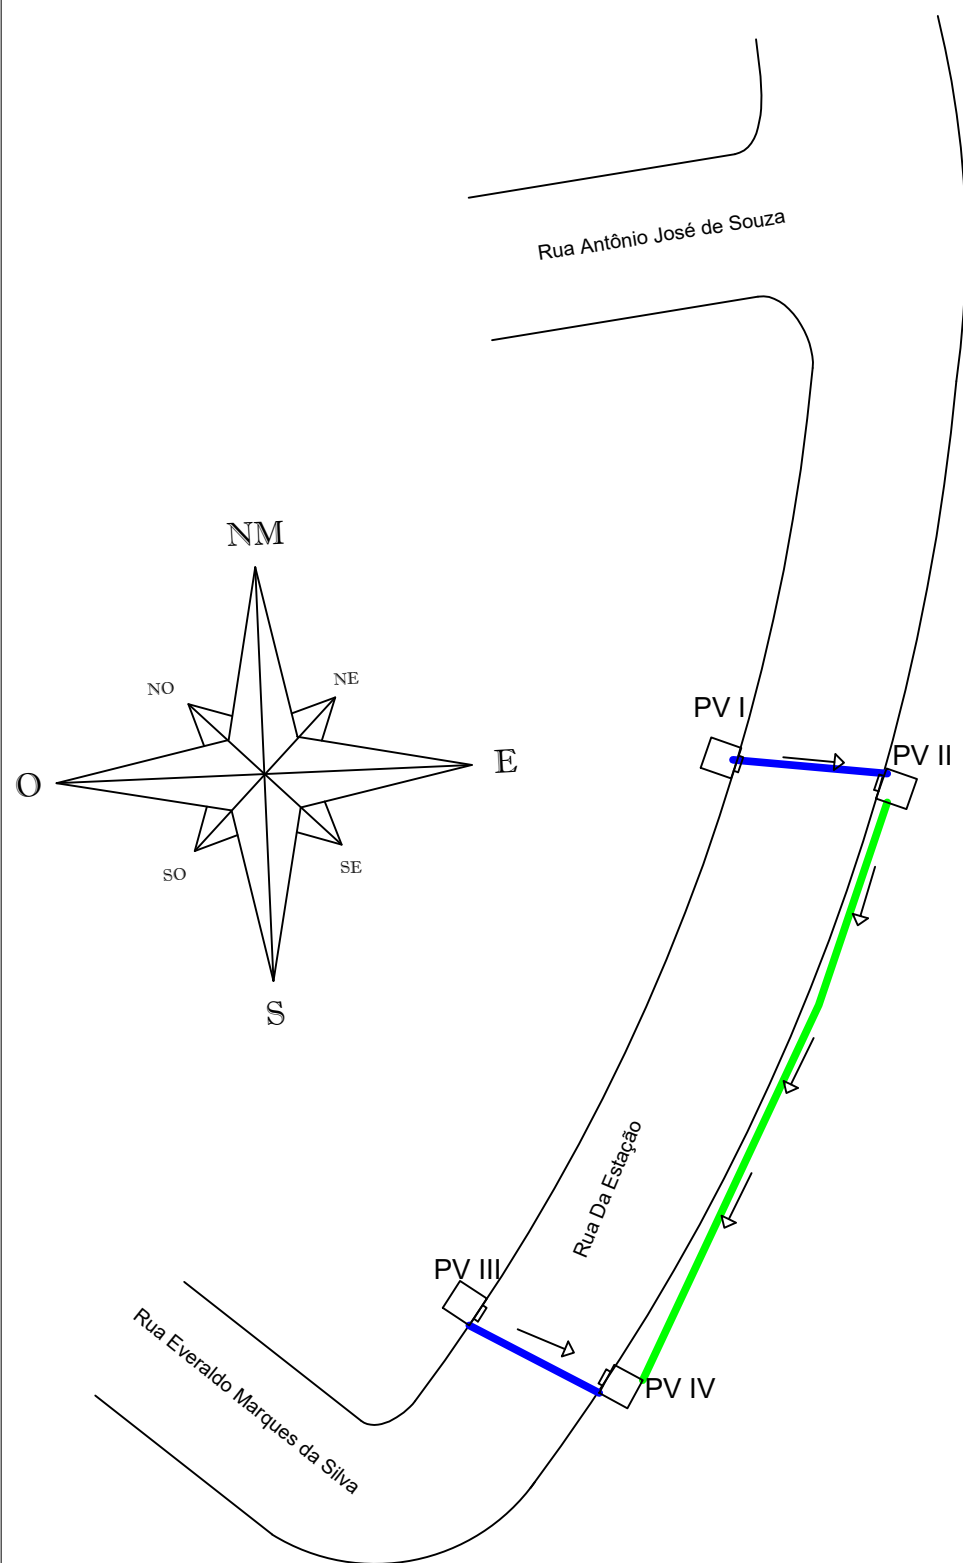 Rua Antônio José de Souza
NM
NO
NE
O
E
SO
SE
S
PV I
PV II
Rua Da Estação
PV III
PV IV
Rua Everaldo Marques da Silva